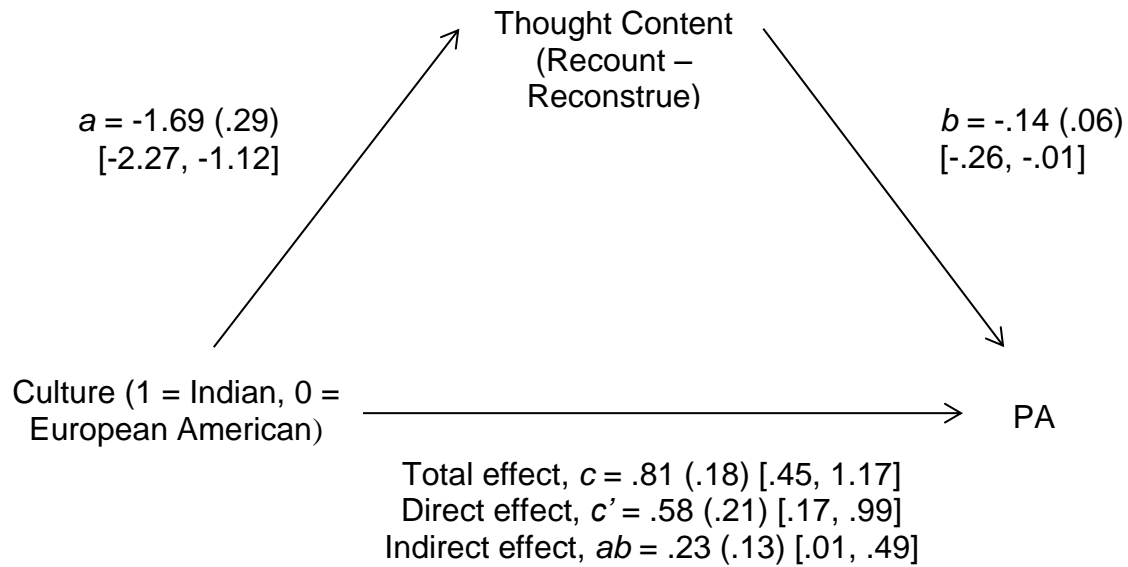 Thought Content
(Recount –
Reconstrue)
a = -1.69 (.29)
[-2.27, -1.12]
b = -.14 (.06)
[-.26, -.01]
Culture (1 = Indian, 0 =
European American)
PA
Total effect, c = .81 (.18) [.45, 1.17]
Direct effect, c’ = .58 (.21) [.17, .99]
Indirect effect, ab = .23 (.13) [.01, .49]